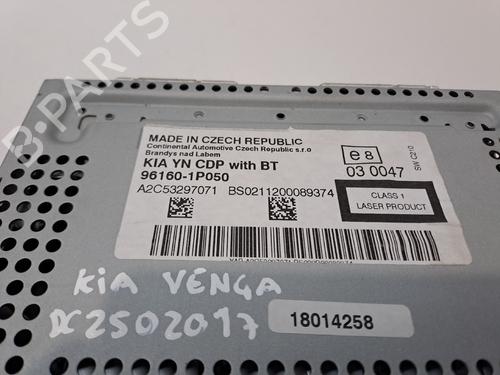 B-PARTS
MADE IN CZECH REPUBLIC
Continental Automotive Czech Republic s.r.o
Brandys nad Labem
KIA YN CDP with BT
96160-1P050
A2C53297071 BS0211200089374
e8
03 0047
SW C210
CLASS 1
LASER PRODUCT
KIA VENGA
DC2502017
18014258